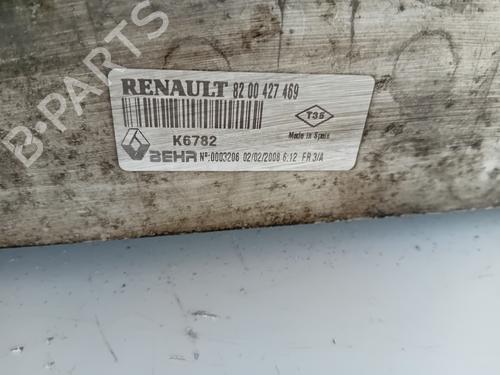 B-PARTS
RENAULT 82 00 427 469
K6782
T36
Made in Spain
BEHR Nº:0003206 02/02/2008 6:12 FR 3/A